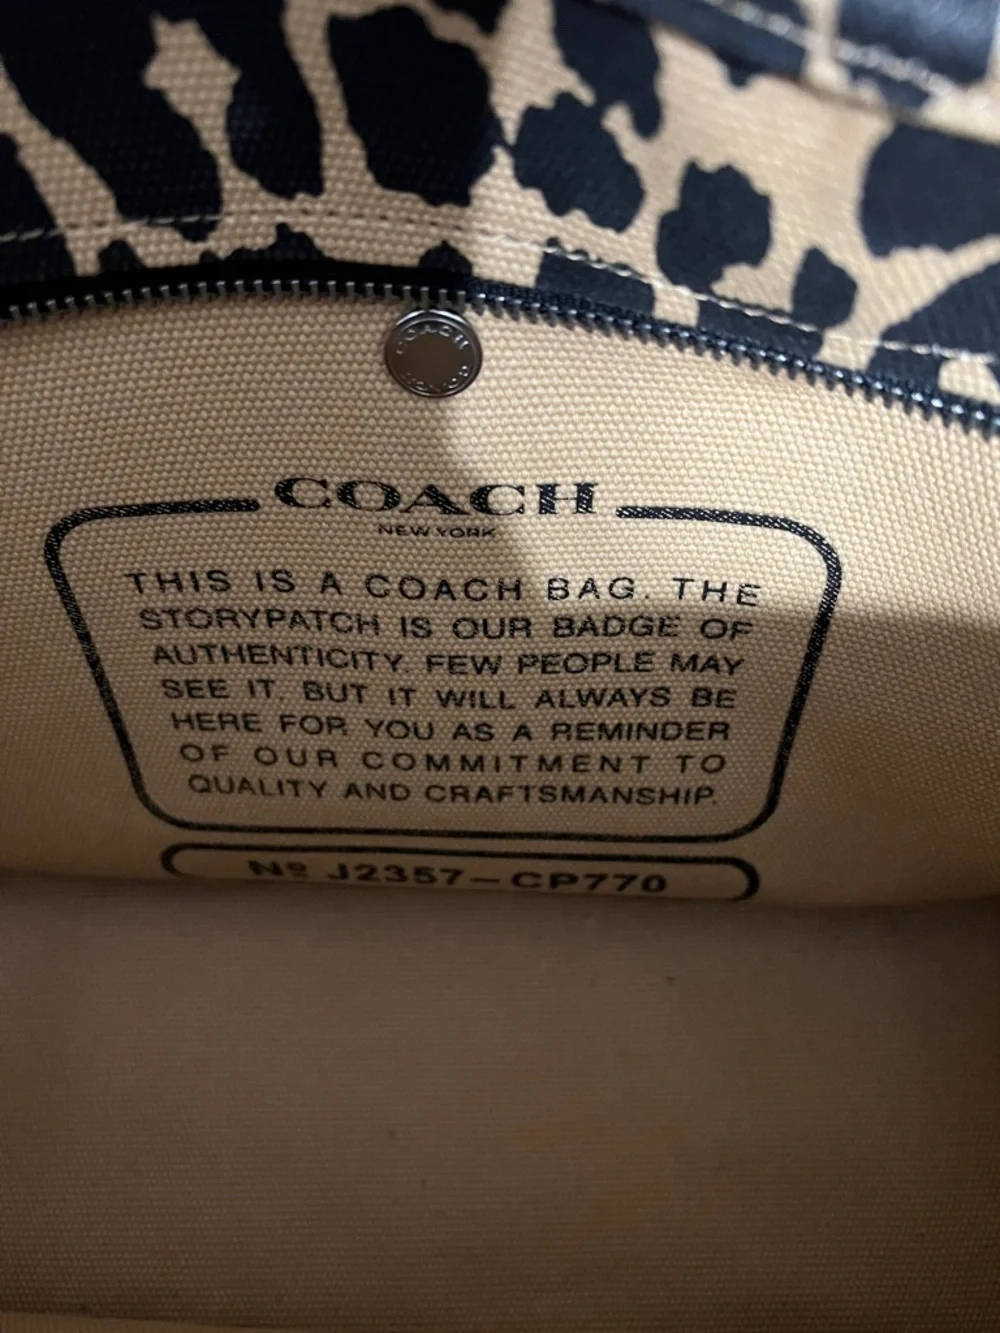 COACH
COACH
NEW YORK
THIS IS A COACH BAG. THE
STORYPATCH IS OUR BADGE OF
AUTHENTICITY. FEW PEOPLE MAY
SEE IT, BUT IT WILL ALWAYS BE
HERE FOR YOU AS A REMINDER
OF OUR COMMITMENT TO
QUALITY AND CRAFTSMANSHIP.
Nº J2357-CP770